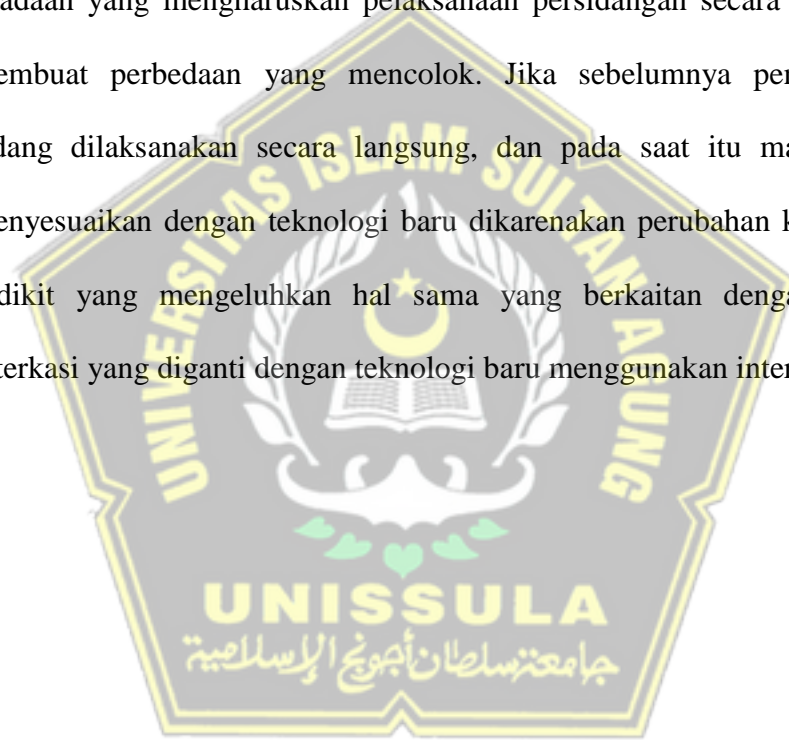 yang mengharuskan pelaksanaan persidangan secara
perbedaan yang mencolok. Jika sebelumnya
dilaksanakan secara langsung, dan pada saat itu
dengan teknologi baru dikarenakan perubahan
yang mengeluhkan hal sama yang berkaitan
yang diganti dengan teknologi baru menggunakan
UNIVERSITAS ISLAM SULTAN AGUNG
UNISSULA
جامعة سلطان أجونج الإسلامية